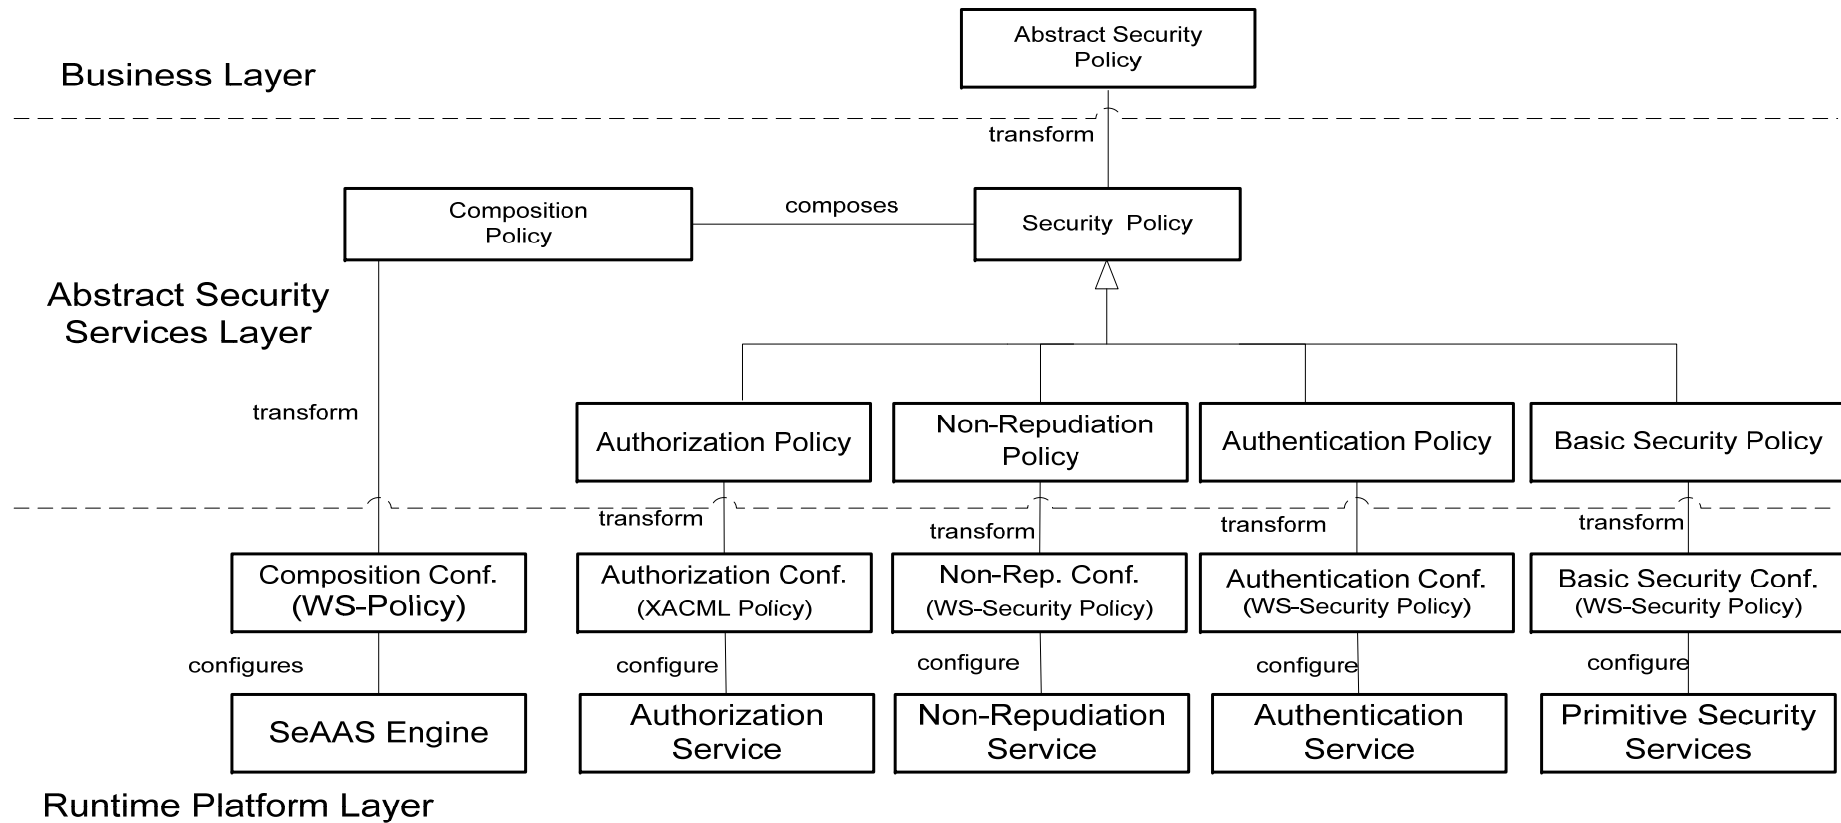 Abstract Security
Policy
Business Layer
transform
Composition
Policy
composes
Security Policy
Abstract Security
Services Layer
transform
Authorization Policy
Non-Repudiation
Policy
Authentication Policy
Basic Security Policy
transform
transform
transform
transform
Composition Conf.
(WS-Policy)
Authorization Conf.
(XACML Policy)
Non-Rep. Conf.
(WS-Security Policy)
Authentication Conf.
(WS-Security Policy)
Basic Security Conf.
(WS-Security Policy)
configures
configure
configure
configure
configure
SeAAS Engine
Authorization
Service
Non-Repudiation
Service
Authentication
Service
Primitive Security
Services
Runtime Platform Layer